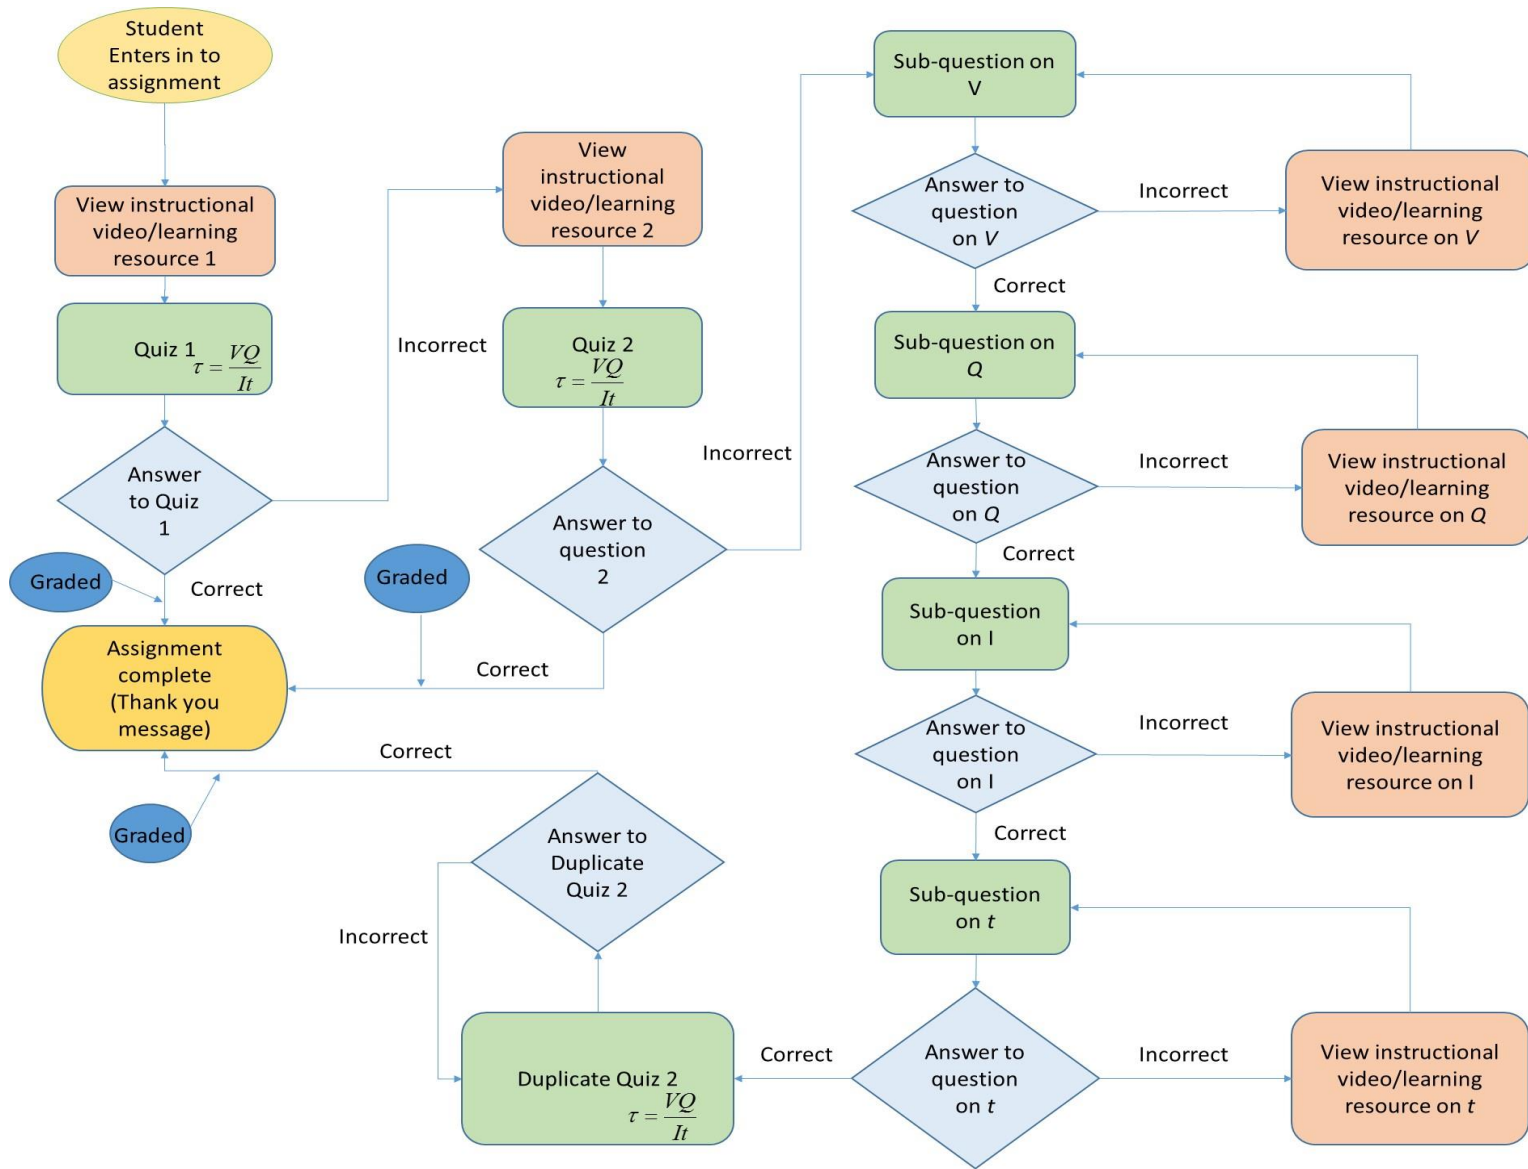 Student
Enters in to
assignment
View instructional
video/learning
resource 1
Quiz 1
τ = VQ / It
Answer
to Quiz
1
Incorrect
Graded
Correct
Assignment
complete
(Thank you
message)
View
instructional
video/learning
resource 2
Quiz 2
τ = VQ / It
Answer to
question
2
Incorrect
Graded
Correct
Sub-question on
V
Answer to
question
on V
Incorrect
View instructional
video/learning
resource on V
Correct
Sub-question on
Q
Answer to
question
on Q
Incorrect
View instructional
video/learning
resource on Q
Correct
Sub-question
on I
Answer to
question
on I
Incorrect
View instructional
video/learning
resource on I
Correct
Sub-question
on t
Answer to
question
on t
Incorrect
View instructional
video/learning
resource on t
Correct
Duplicate Quiz 2
τ = VQ / It
Answer to
Duplicate
Quiz 2
Incorrect
Correct
Graded